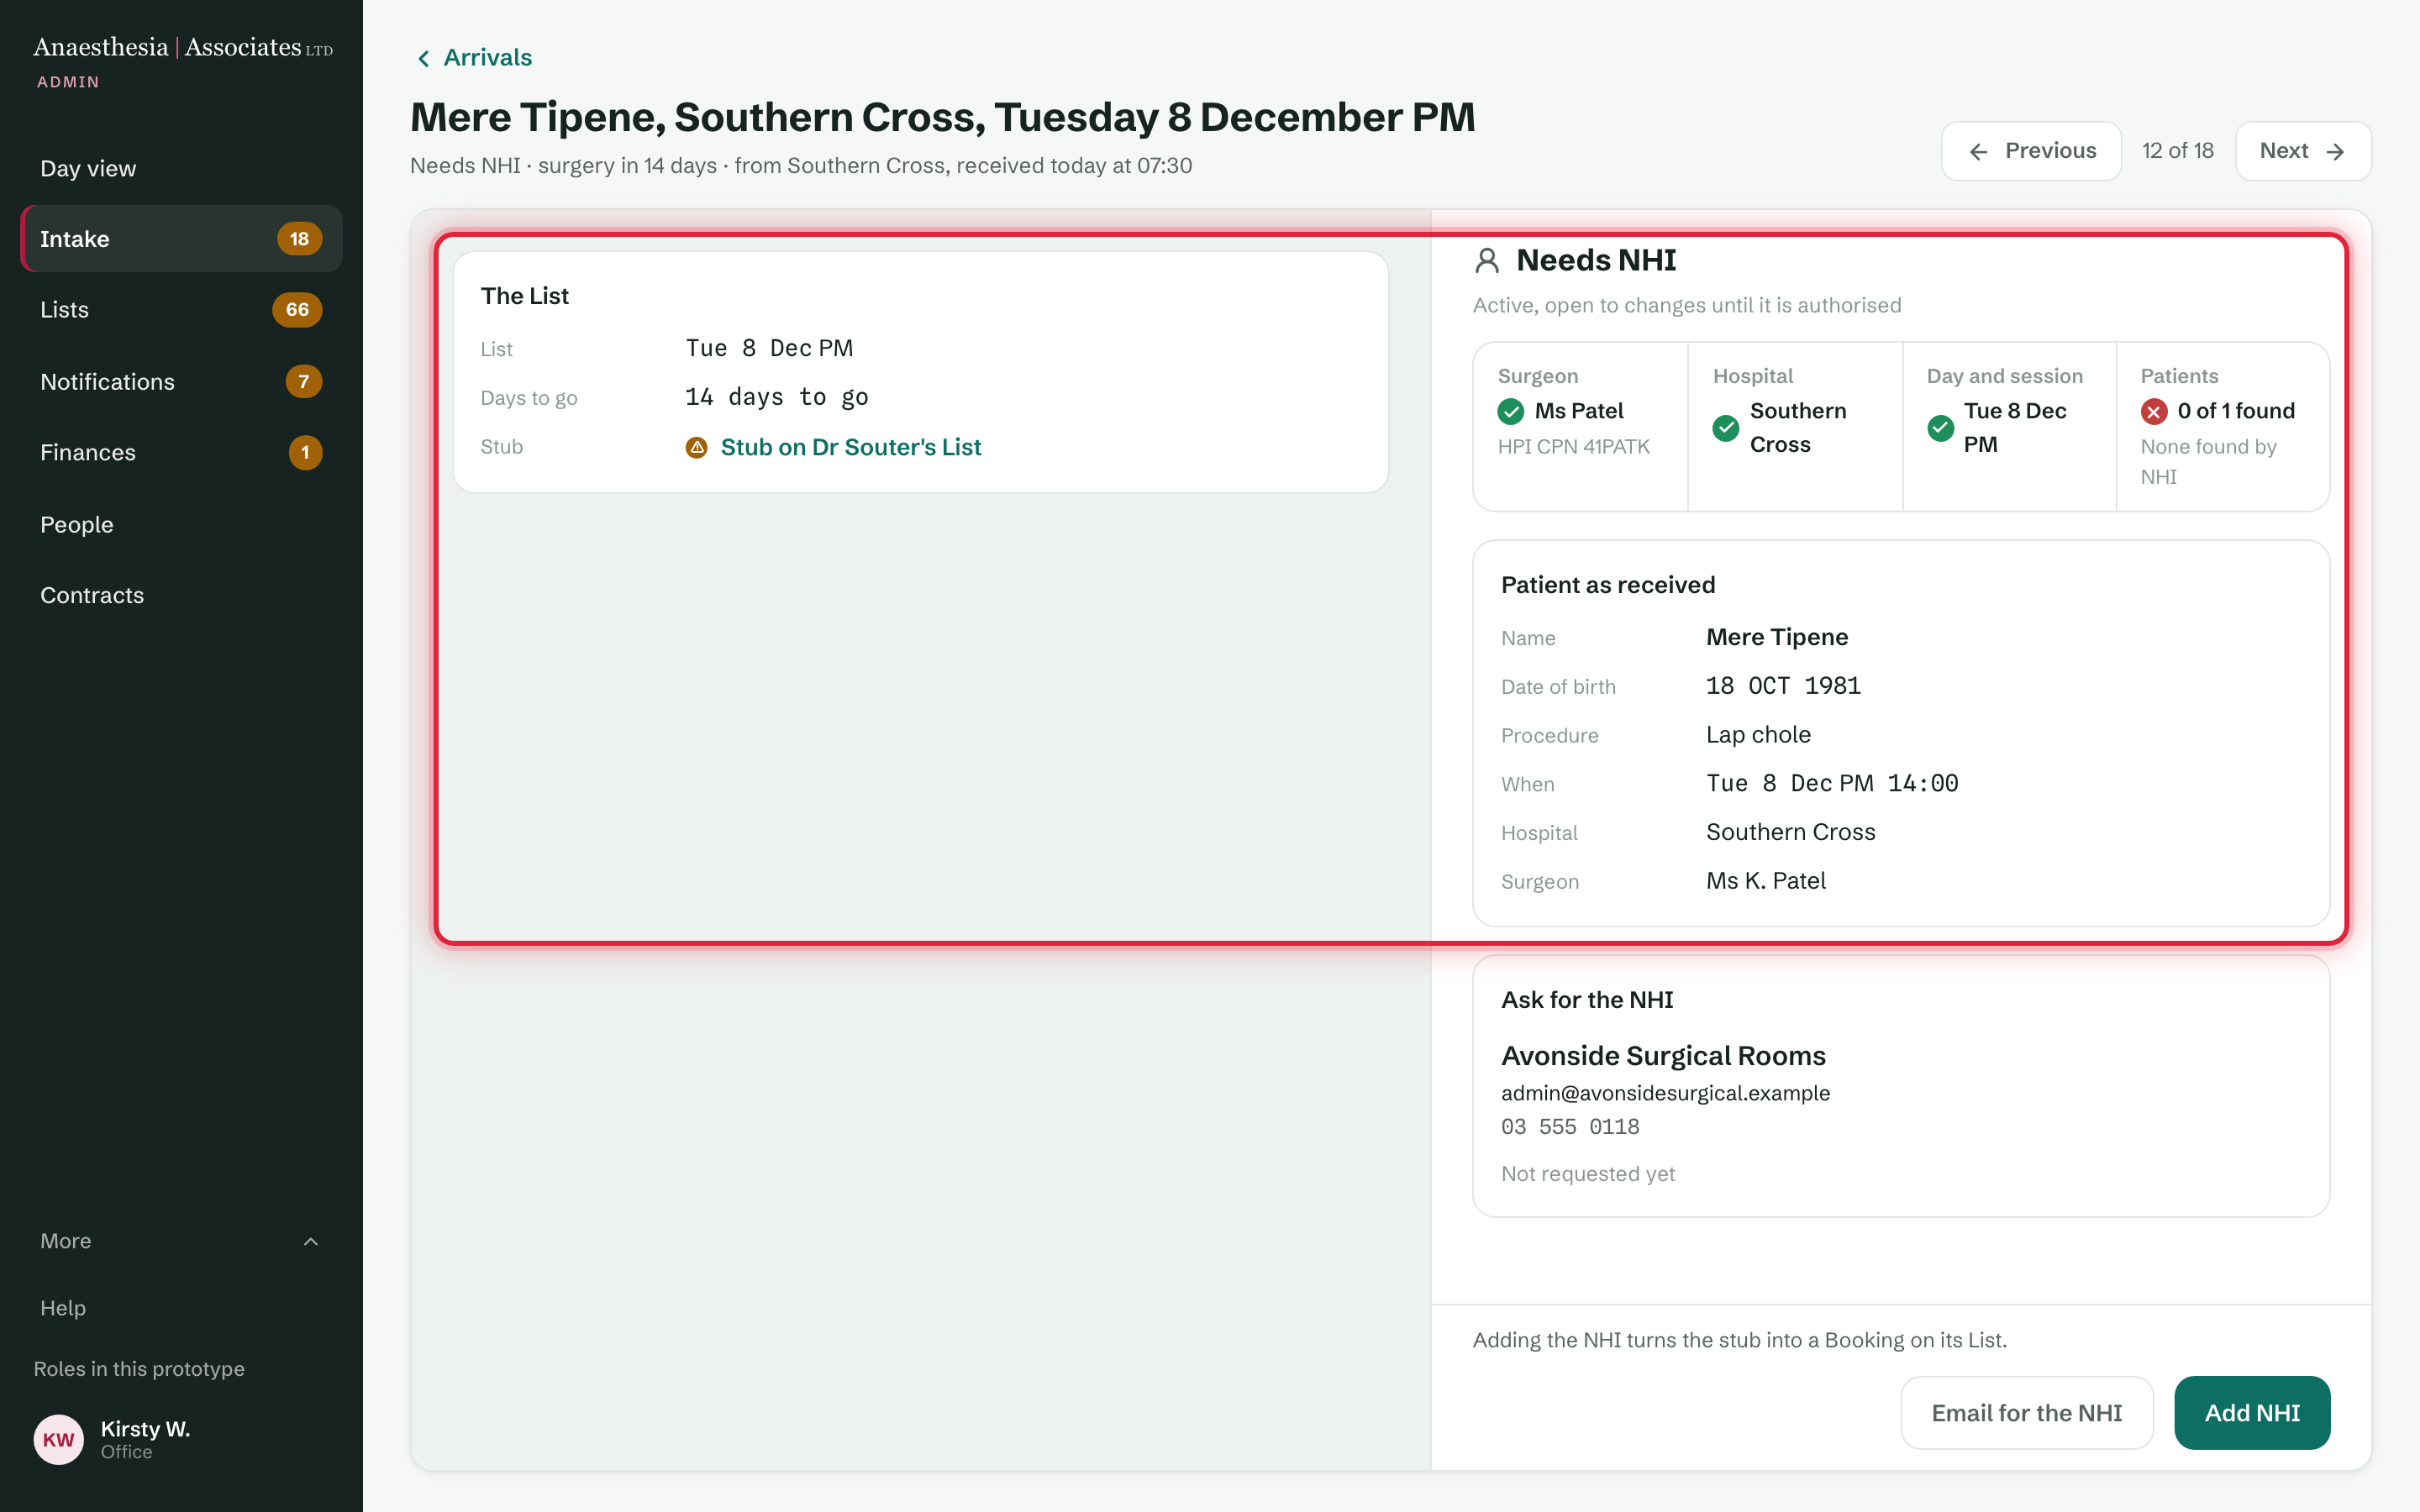 Anaesthesia | Associates LTD
ADMIN
Day view
Intake 18
Lists 66
Notifications 7
Finances 1
People
Contracts
More
Help
Roles in this prototype
KW
Kirsty W.
Office
Arrivals
Mere Tipene, Southern Cross, Tuesday 8 December PM
Needs NHI · surgery in 14 days · from Southern Cross, received today at 07:30
Previous
12 of 18
Next
The List
List Tue 8 Dec PM
Days to go 14 days to go
Stub Stub on Dr Souter's List
Needs NHI
Active, open to changes until it is authorised
Surgeon
Ms Patel
HPI CPN 41PATK
Hospital
Southern
Cross
Day and session
Tue 8 Dec
PM
Patients
0 of 1 found
None found by
NHI
Patient as received
Name Mere Tipene
Date of birth 18 OCT 1981
Procedure Lap chole
When Tue 8 Dec PM 14:00
Hospital Southern Cross
Surgeon Ms K. Patel
Ask for the NHI
Avonside Surgical Rooms
admin@avonsidesurgical.example
03 555 0118
Not requested yet
Adding the NHI turns the stub into a Booking on its List.
Email for the NHI
Add NHI